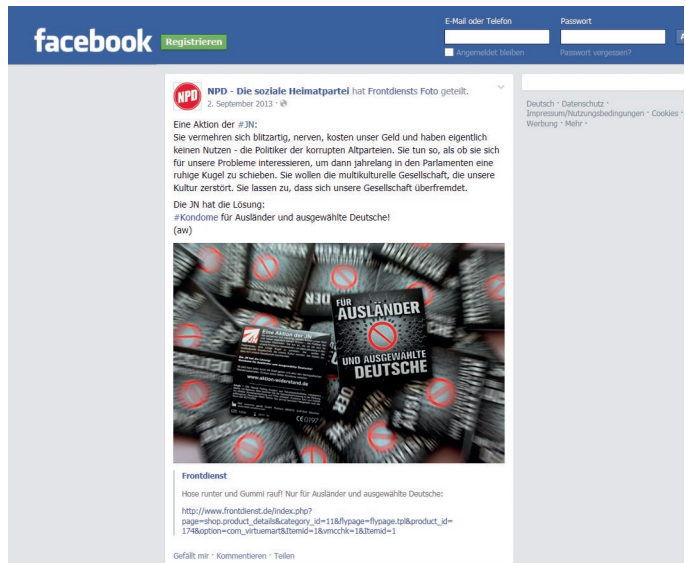 facebook
Registrieren
E-Mail oder Telefon
Passwort
Angemeldet bleiben
Passwort vergessen?
NPD
NPD - Die soziale Heimatpartei hat Frontdiensts Foto geteilt.
2. September 2013 ·
Eine Aktion der #JN:
Sie vermehren sich blitzartig, nerven, kosten unser Geld und haben eigentlich
keinen Nutzen - die Politiker der korrupten Altparteien. Sie tun so, als ob sie sich
für unsere Probleme interessieren, um dann jahrelang in den Parlamenten eine
ruhige Kugel zu schieben. Sie wollen die multikulturelle Gesellschaft, die unsere
Kultur zerstört. Sie lassen zu, dass sich unsere Gesellschaft überfremdet.
Die JN hat die Lösung:
#Kondome für Ausländer und ausgewählte Deutsche!
(aw)
FÜR
AUSLÄNDER
UND AUSGEWÄHLTE
DEUTSCHE
Eine Aktion der JN
www.aktion-widerstand.de
CE0197
Frontdienst
Hose runter und Gummi rauf! Nur für Ausländer und ausgewählte Deutsche:
http://www.frontdienst.de/index.php?
page=shop.product_details&category_id=11&flypage=flypage.tpl&product_id=
174&option=com_virtuemart&Itemid=1&vmcchk=1&Itemid=1
Gefällt mir · Kommentieren · Teilen
Deutsch · Datenschutz ·
Impressum/Nutzungsbedingungen · Cookies ·
Werbung · Mehr ·